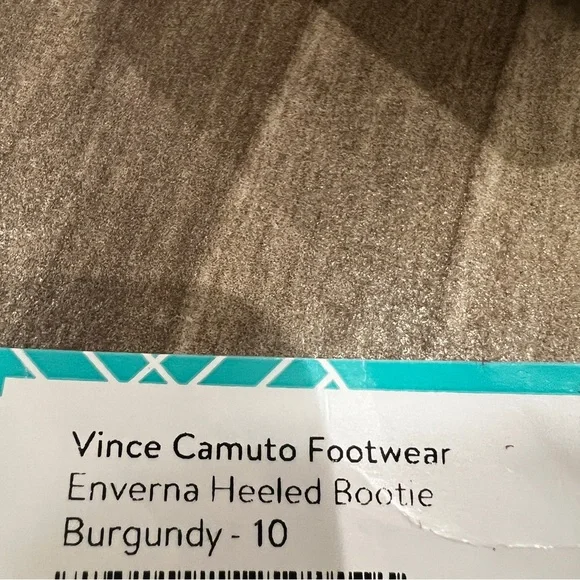 Vince Camuto Footwear
Enverna Heeled Bootie
Burgundy - 10